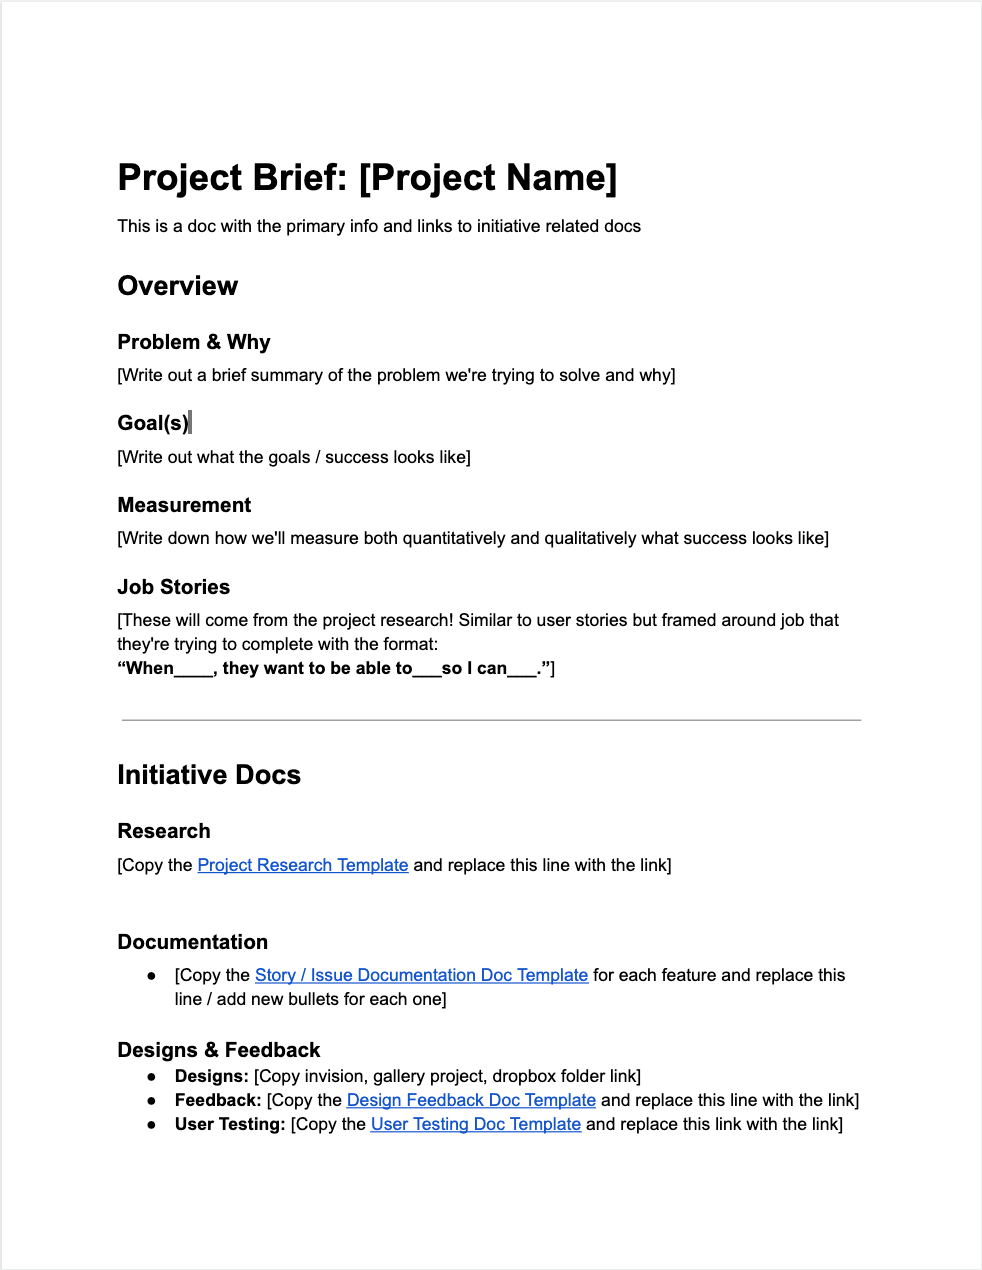 Project Brief: [Project Name]
This is a doc with the primary info and links to initiative related docs
Overview
Problem & Why
[Write out a brief summary of the problem we're trying to solve and why]
Goal(s)
[Write out what the goals / success looks like]
Measurement
[Write down how we'll measure both quantitatively and qualitatively what success looks like]
Job Stories
[These will come from the project research! Similar to user stories but framed around job that
they're trying to complete with the format:
“When____, they want to be able to___so I can___.”]
Initiative Docs
Research
[Copy the Project Research Template and replace this line with the link]
Documentation
● [Copy the Story / Issue Documentation Doc Template for each feature and replace this
line / add new bullets for each one]
Designs & Feedback
● Designs: [Copy invision, gallery project, dropbox folder link]
● Feedback: [Copy the Design Feedback Doc Template and replace this line with the link]
● User Testing: [Copy the User Testing Doc Template and replace this link with the link]